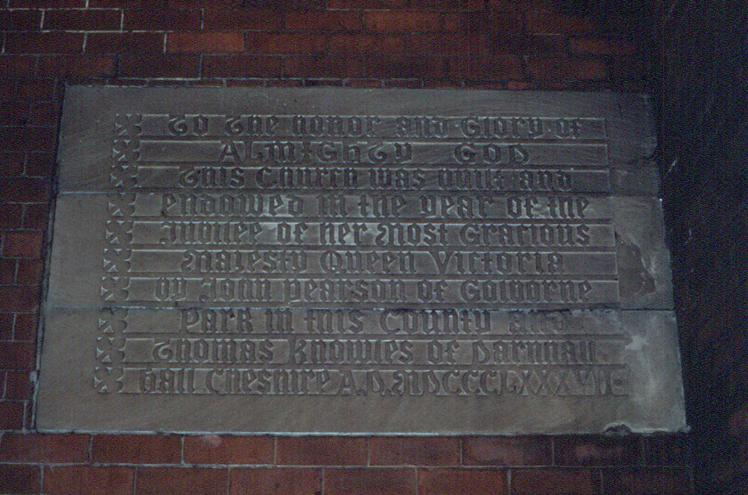 To the honor and Glory of
ALMIGHTY GOD
This Church was built and
endowed in the year of the
Jubilee of her Most Gracious
Majesty Queen Victoria
by John pearson of Golborne
Park in this County and
Thomas Knowles of Darnhall
hall Cheshire A.D. MDCCCLXXXVII